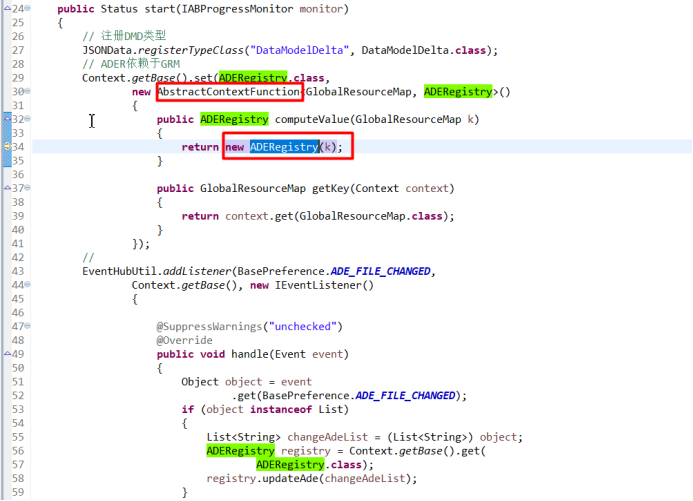 24 public Status start(IABProgressMonitor monitor)
25 {
26 // 注册DMD类型
27 JSONData.registerTypeClass("DataModelDelta", DataModelDelta.class);
28 // ADER依赖于GRM
29 Context.getBase().set(ADERegistry.class,
30 new AbstractContextFunction<GlobalResourceMap, ADERegistry>()
31 {
32 public ADERegistry computeValue(GlobalResourceMap k)
33 {
34 return new ADERegistry(k);
35 }
36
37 public GlobalResourceMap getKey(Context context)
38 {
39 return context.get(GlobalResourceMap.class);
40 }
41 });
42 //
43 EventHubUtil.addListener(BasePreference.ADE_FILE_CHANGED,
44 Context.getBase(), new IEventListener()
45 {
46
47 @SuppressWarnings("unchecked")
48 @Override
49 public void handle(Event event)
50 {
51 Object object = event
52 .get(BasePreference.ADE_FILE_CHANGED);
53 if (object instanceof List)
54 {
55 List<String> changeAdeList = (List<String>) object;
56 ADERegistry registry = Context.getBase().get(
57 ADERegistry.class);
58 registry.updateAde(changeAdeList);
59 }